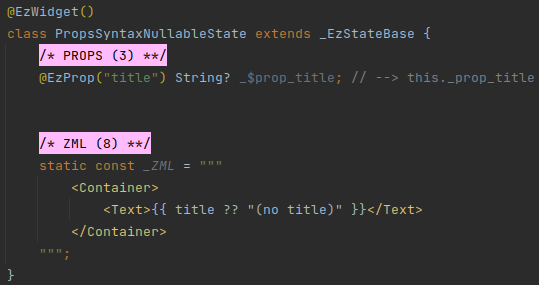 @EzWidget()
class PropsSyntaxNullableState extends _EzStateBase {
/* PROPS (3) **/
@EzProp("title") String? _$prop_title; // --> this._prop_title
/* ZML (8) **/
static const _ZML = """
<Container>
<Text>{{ title ?? "(no title)" }}</Text>
</Container>
""";
}